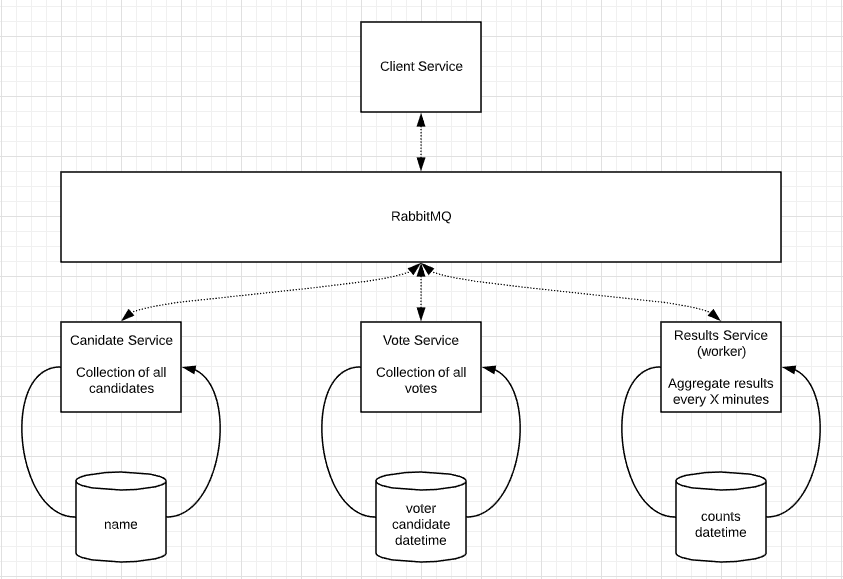 Client Service
RabbitMQ
Canidate Service
Collection of all
candidates
Vote Service
Collection of all
votes
Results Service
(worker)
Aggregate results
every X minutes
name
voter
candidate
datetime
counts
datetime